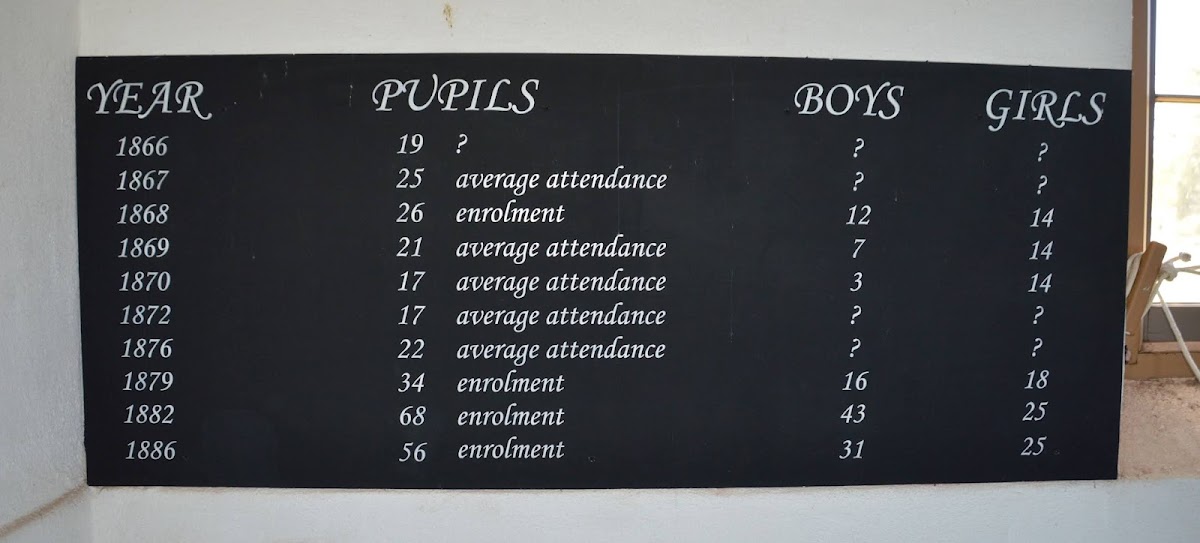 YEAR PUPILS BOYS GIRLS
1866 19 ? ? ?
1867 25 average attendance ? ?
1868 26 enrolment 12 14
1869 21 average attendance 7 14
1870 17 average attendance 3 14
1872 17 average attendance ? ?
1876 22 average attendance ? ?
1879 34 enrolment 16 18
1882 68 enrolment 43 25
1886 56 enrolment 31 25